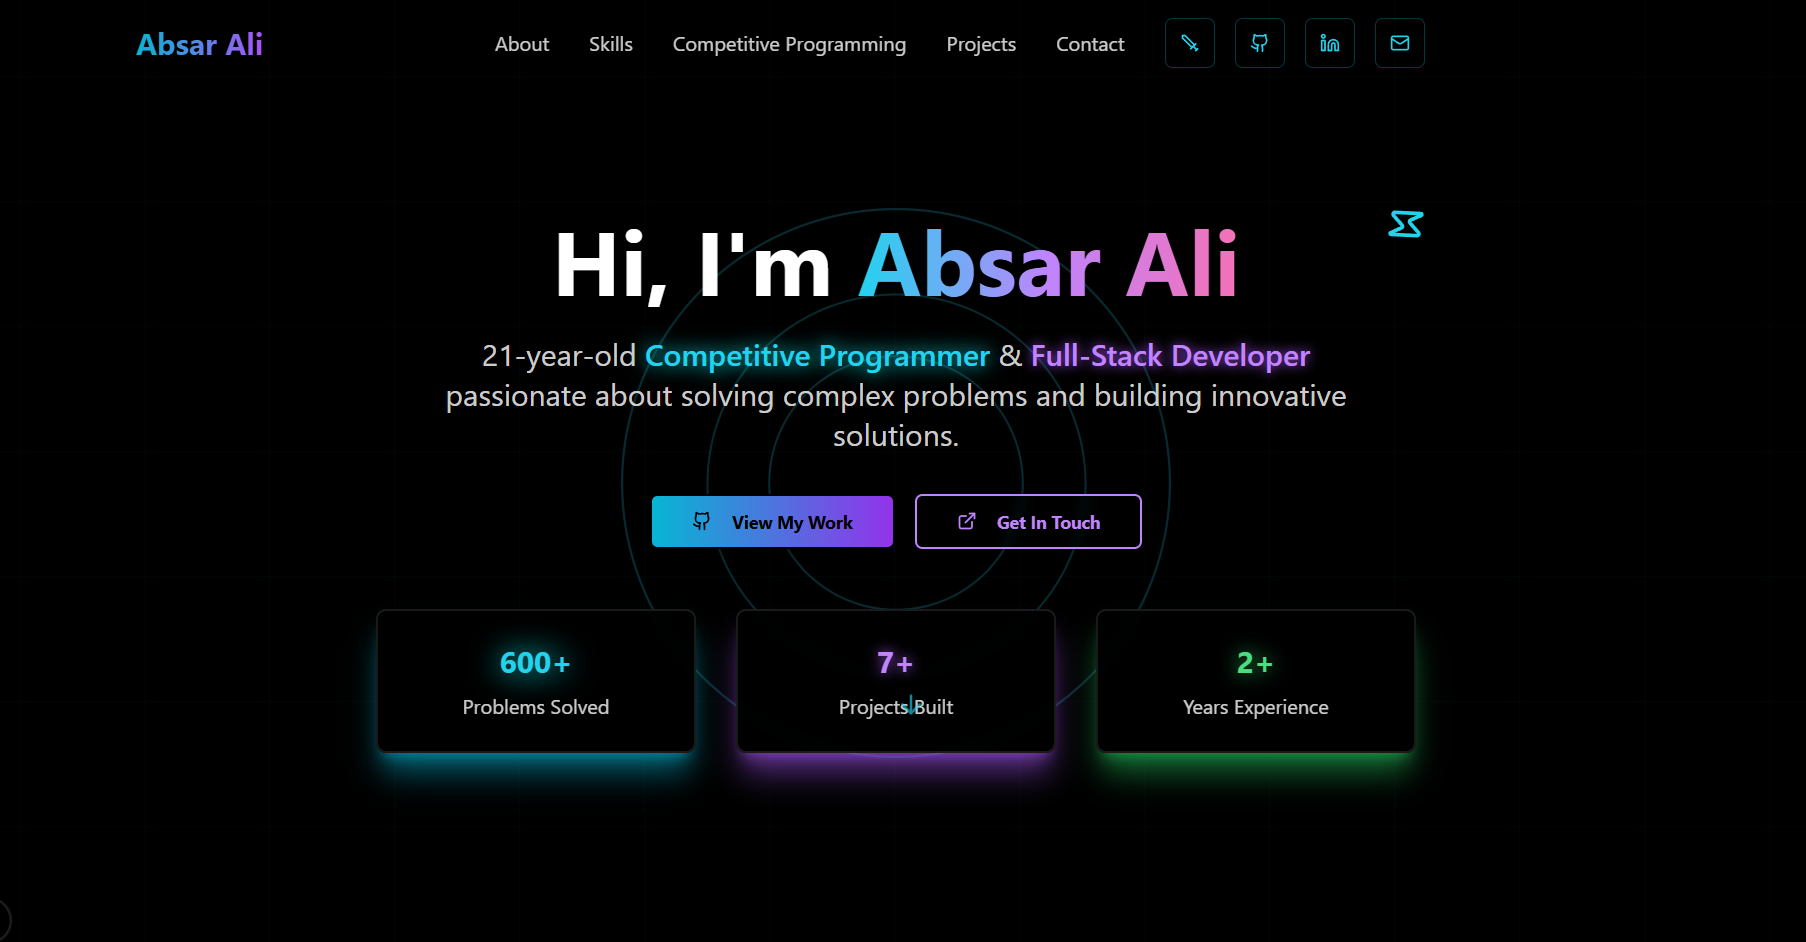 Absar Ali
About
Skills
Competitive Programming
Projects
Contact
Hi, I'm Absar Ali
21-year-old Competitive Programmer & Full-Stack Developer
passionate about solving complex problems and building innovative
solutions.
View My Work
Get In Touch
600+
Problems Solved
7+
Projects Built
2+
Years Experience